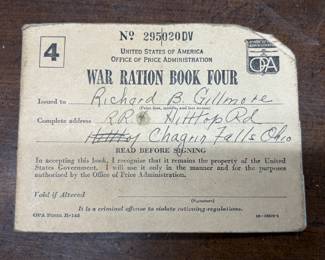 4
Nº 295020DV
UNITED STATES OF AMERICA
OFFICE OF PRICE ADMINISTRATION
OPA
WAR RATION BOOK FOUR
Issued to Richard B. Gillmore
(Print first, middle, and last names)
Complete address RR Hilltop Rd
Chagrin Falls Ohio
READ BEFORE SIGNING
In accepting this book, I recognize that it remains the property of the United
States Government. I will use it only in the manner and for the purposes
authorized by the Office of Price Administration.
Void if Altered
(Signature)
It is a criminal offense to violate rationing regulations.
OPA Form R-145